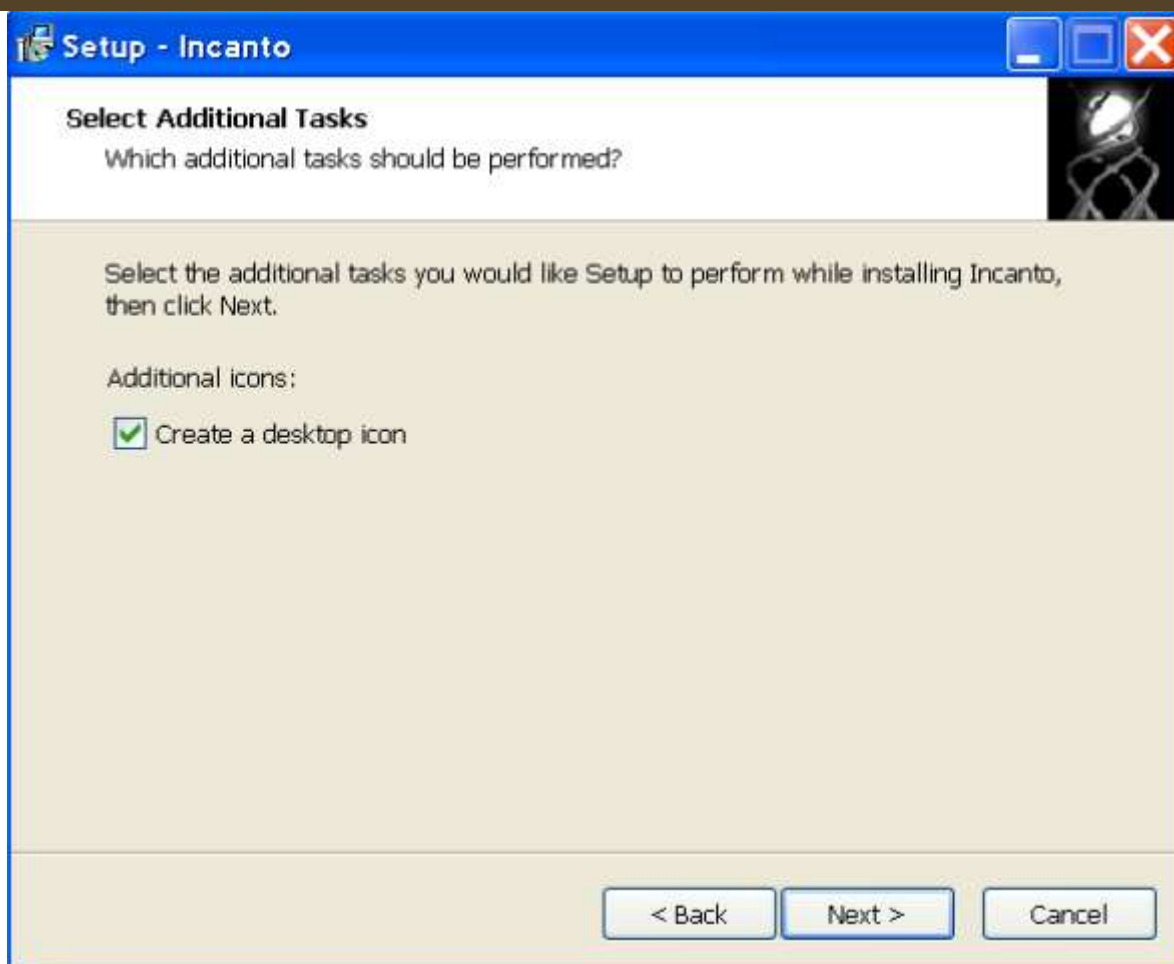 Setup - Incanto
Select Additional Tasks
Which additional tasks should be performed?
Select the additional tasks you would like Setup to perform while installing Incanto,
then click Next.
Additional icons:
Create a desktop icon
< Back Next > Cancel